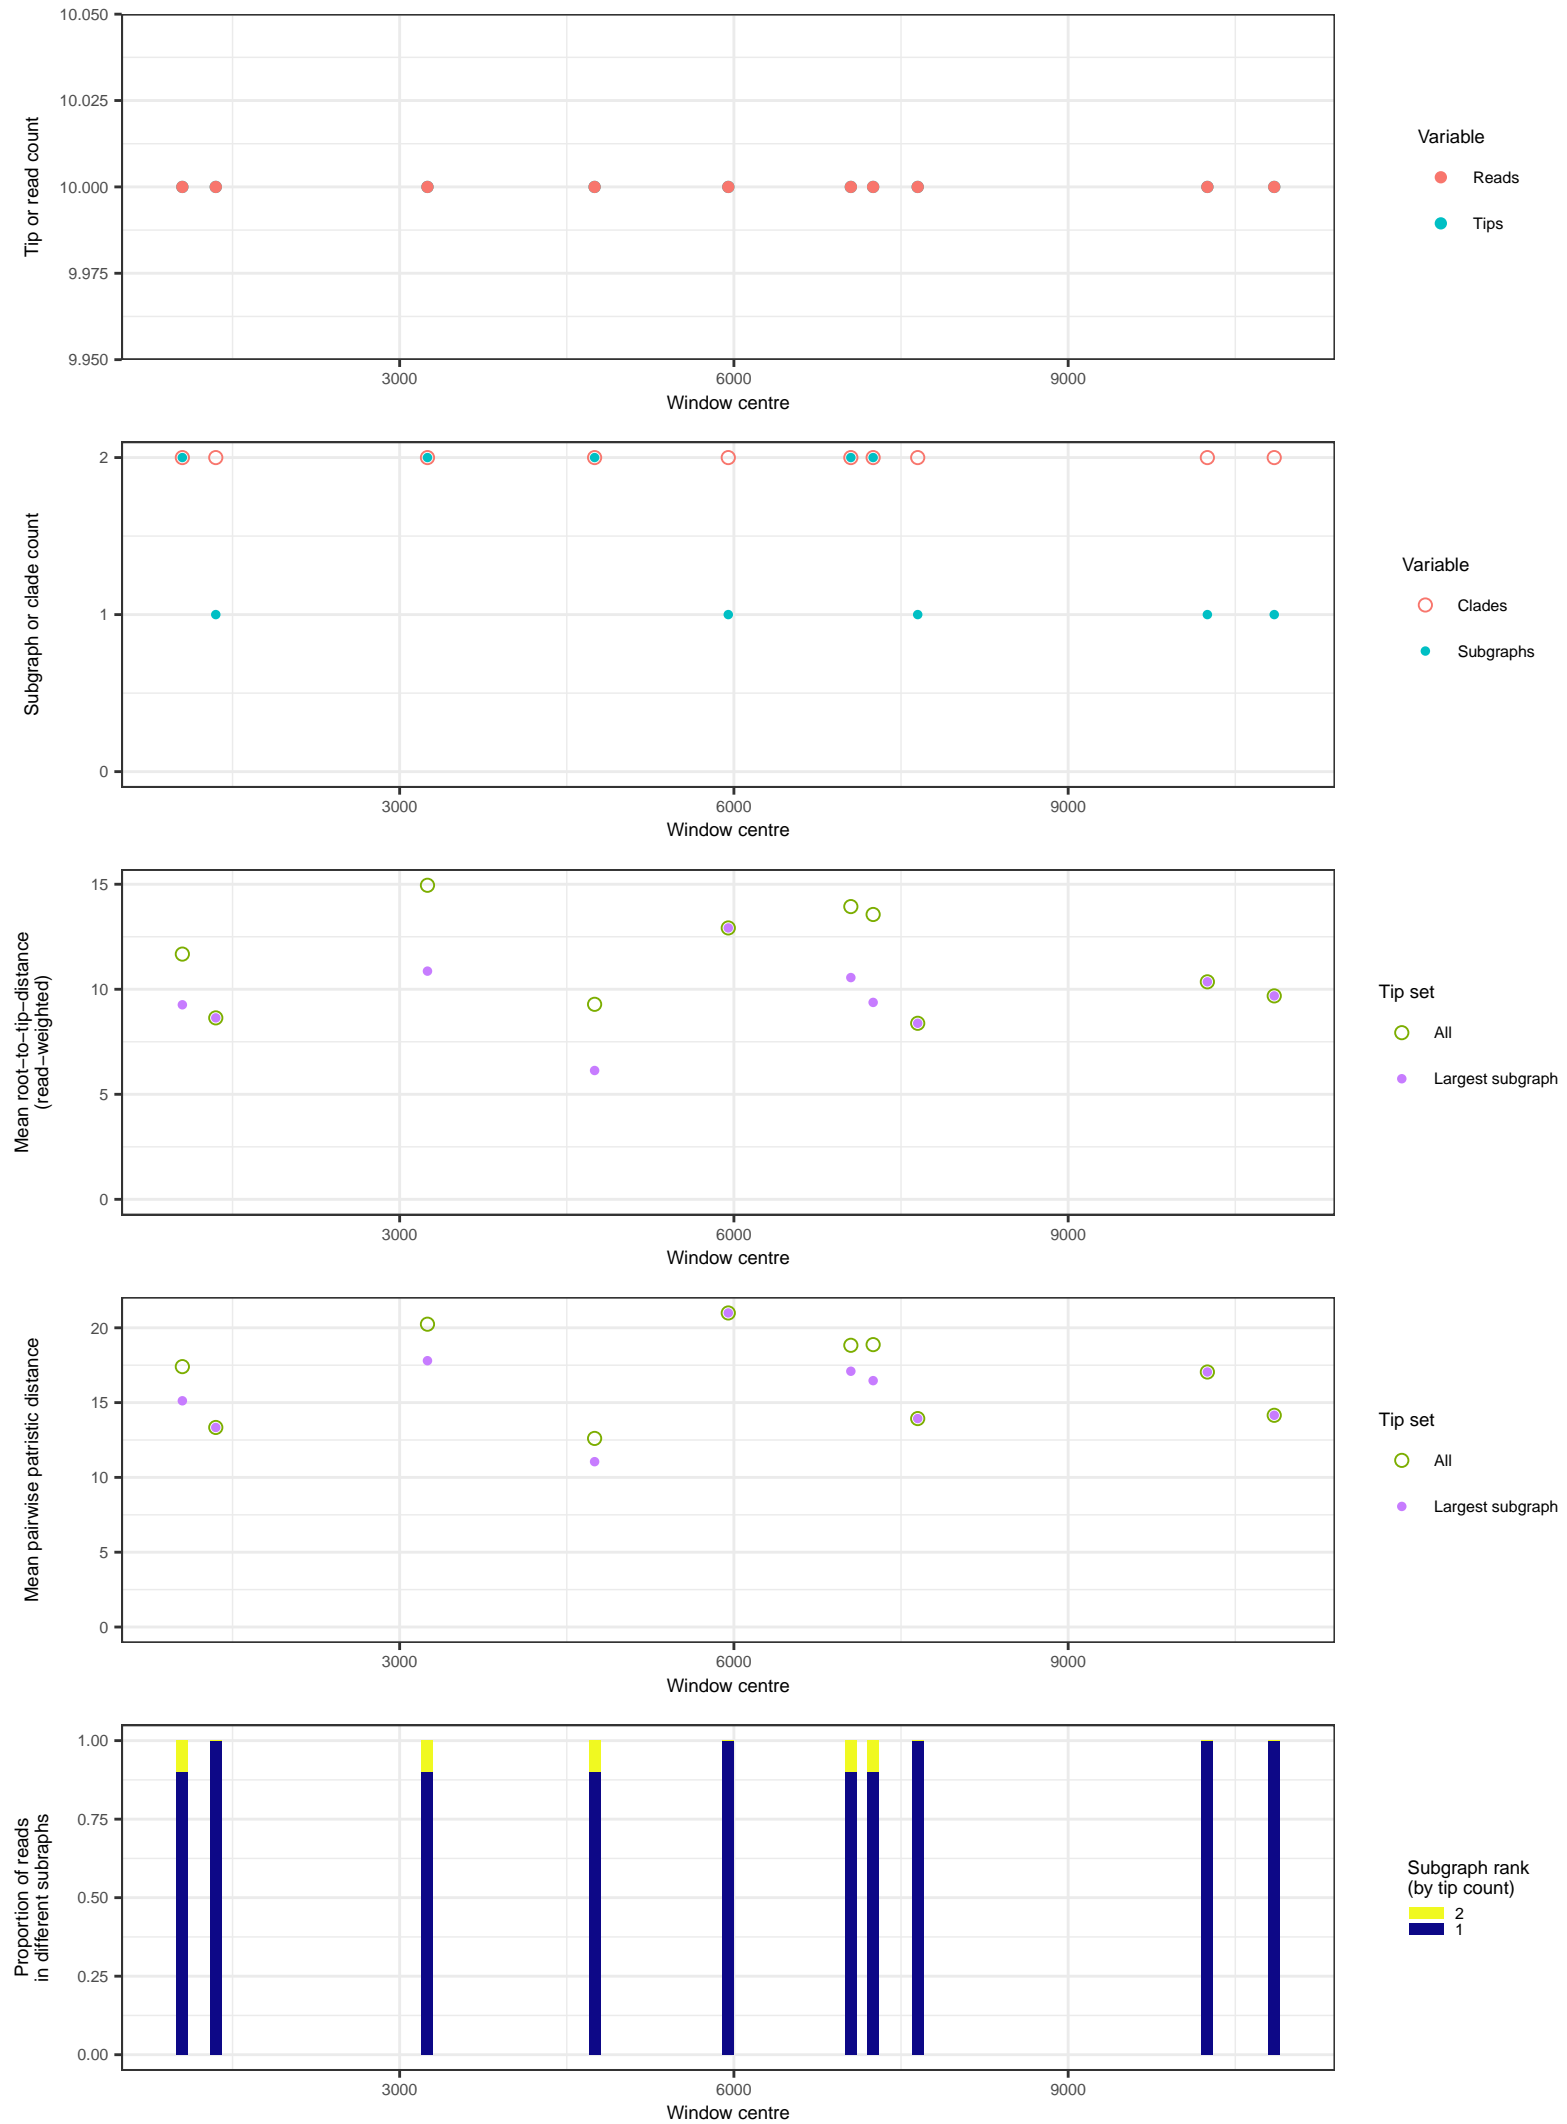 10.050
10.025
10.000
9.975
9.950
Tip or read count
3000
6000
9000
Window centre
Variable
Reads
Tips
2
1
0
Subgraph or clade count
3000
6000
9000
Window centre
Variable
Clades
Subgraphs
15
10
5
0
Mean root−to−tip−distance
(read−weighted)
3000
6000
9000
Window centre
Tip set
All
Largest subgraph
20
15
10
5
0
Mean pairwise patristic distance
3000
6000
9000
Window centre
Tip set
All
Largest subgraph
1.00
0.75
0.50
0.25
0.00
Proportion of reads
in different subraphs
3000
6000
9000
Window centre
Subgraph rank
(by tip count)
2
1